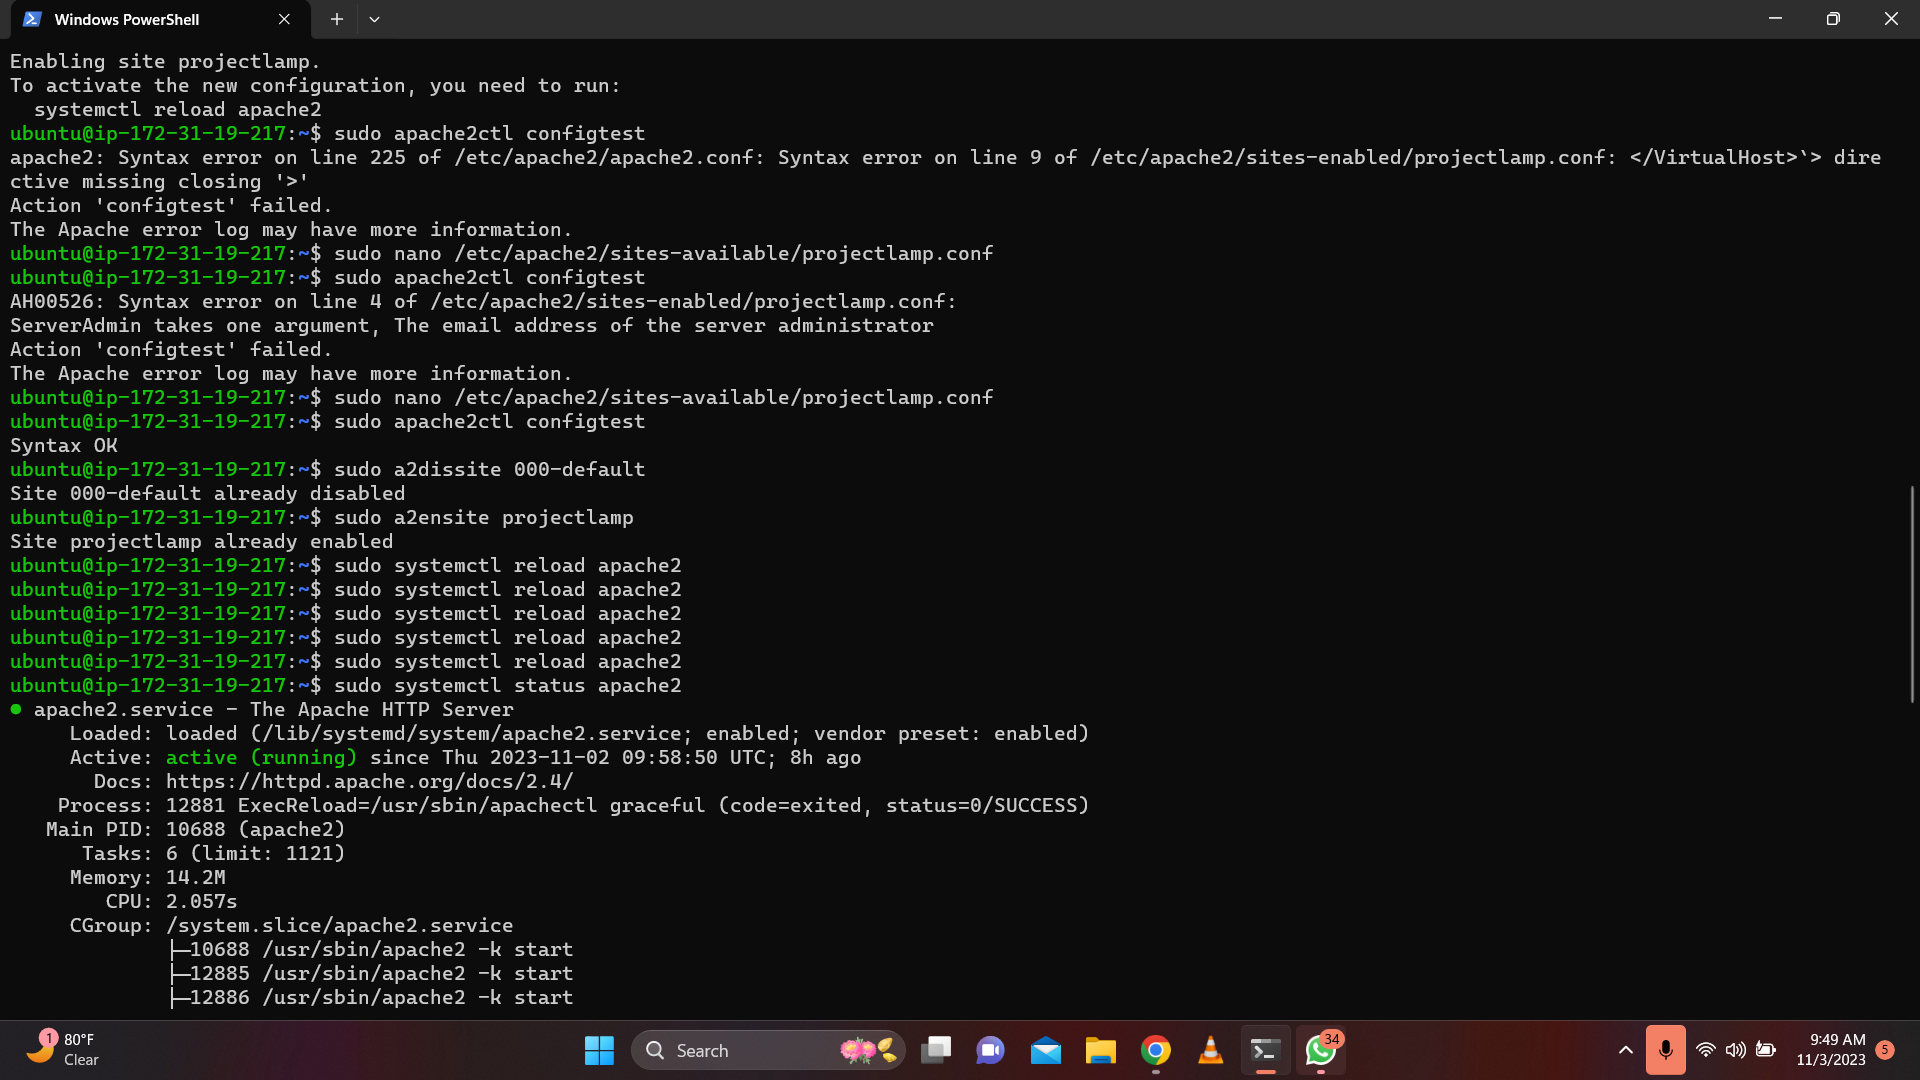 Windows PowerShell
Enabling site projectlamp.
To activate the new configuration, you need to run:
  systemctl reload apache2
ubuntu@ip-172-31-19-217:~$ sudo apache2ctl configtest
apache2: Syntax error on line 225 of /etc/apache2/apache2.conf: Syntax error on line 9 of /etc/apache2/sites-enabled/projectlamp.conf: </VirtualHost>`> dire
ctive missing closing '>'
Action 'configtest' failed.
The Apache error log may have more information.
ubuntu@ip-172-31-19-217:~$ sudo nano /etc/apache2/sites-available/projectlamp.conf
ubuntu@ip-172-31-19-217:~$ sudo apache2ctl configtest
AH00526: Syntax error on line 4 of /etc/apache2/sites-enabled/projectlamp.conf:
ServerAdmin takes one argument, The email address of the server administrator
Action 'configtest' failed.
The Apache error log may have more information.
ubuntu@ip-172-31-19-217:~$ sudo nano /etc/apache2/sites-available/projectlamp.conf
ubuntu@ip-172-31-19-217:~$ sudo apache2ctl configtest
Syntax OK
ubuntu@ip-172-31-19-217:~$ sudo a2dissite 000-default
Site 000-default already disabled
ubuntu@ip-172-31-19-217:~$ sudo a2ensite projectlamp
Site projectlamp already enabled
ubuntu@ip-172-31-19-217:~$ sudo systemctl reload apache2
ubuntu@ip-172-31-19-217:~$ sudo systemctl reload apache2
ubuntu@ip-172-31-19-217:~$ sudo systemctl reload apache2
ubuntu@ip-172-31-19-217:~$ sudo systemctl reload apache2
ubuntu@ip-172-31-19-217:~$ sudo systemctl reload apache2
ubuntu@ip-172-31-19-217:~$ sudo systemctl status apache2
● apache2.service - The Apache HTTP Server
     Loaded: loaded (/lib/systemd/system/apache2.service; enabled; vendor preset: enabled)
     Active: active (running) since Thu 2023-11-02 09:58:50 UTC; 8h ago
       Docs: https://httpd.apache.org/docs/2.4/
    Process: 12881 ExecReload=/usr/sbin/apachectl graceful (code=exited, status=0/SUCCESS)
   Main PID: 10688 (apache2)
      Tasks: 6 (limit: 1121)
     Memory: 14.2M
        CPU: 2.057s
     CGroup: /system.slice/apache2.service
             ├─10688 /usr/sbin/apache2 -k start
             ├─12885 /usr/sbin/apache2 -k start
             ├─12886 /usr/sbin/apache2 -k start
1
80°F
Clear
Search
34
9:49 AM
11/3/2023
5